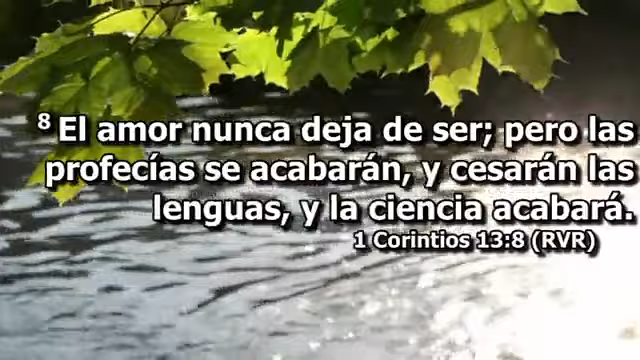 8 El amor nunca deja de ser; pero las
profecías se acabarán, y cesarán las
lenguas, y la ciencia acabará.
1 Corintios 13:8 (RVR)